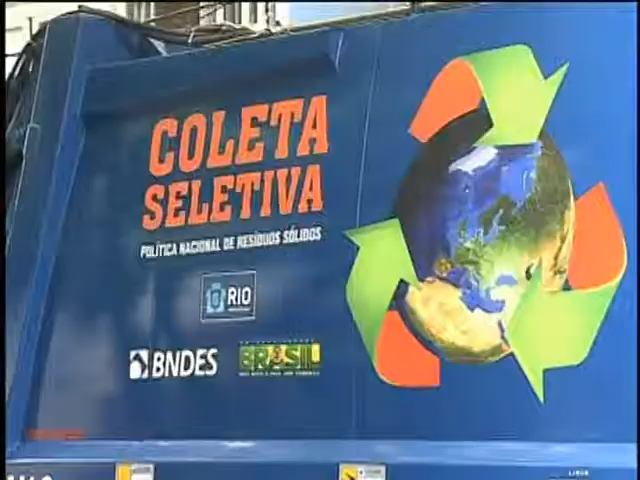 COLETA
SELETIVA
POLÍTICA NACIONAL DE RESÍDUOS SÓLIDOS
RIO
BNDES
BRASIL